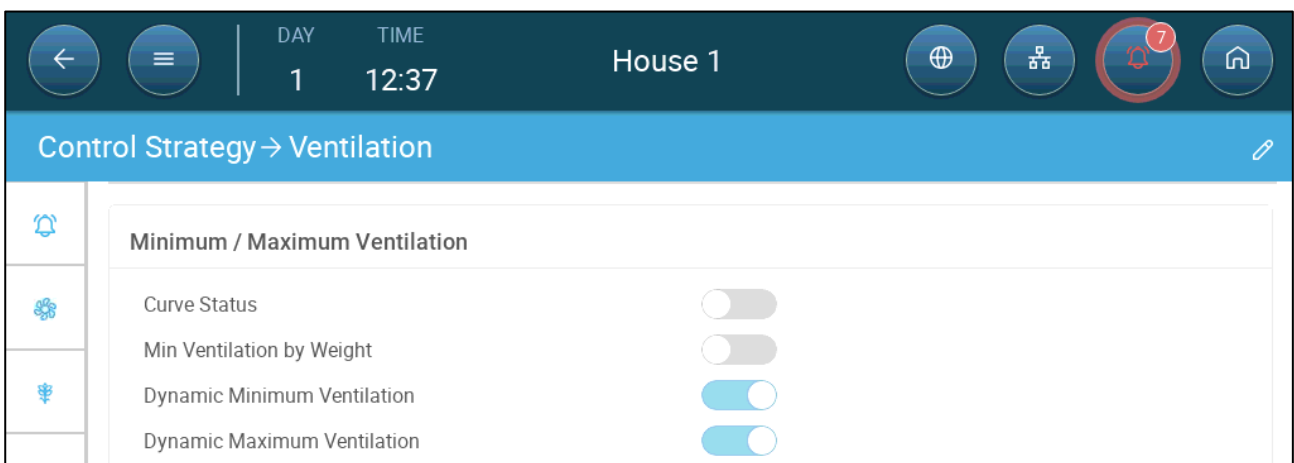 DAY TIME
1 12:37
House 1
7
Control Strategy → Ventilation
Minimum / Maximum Ventilation
Curve Status
Min Ventilation by Weight
Dynamic Minimum Ventilation
Dynamic Maximum Ventilation